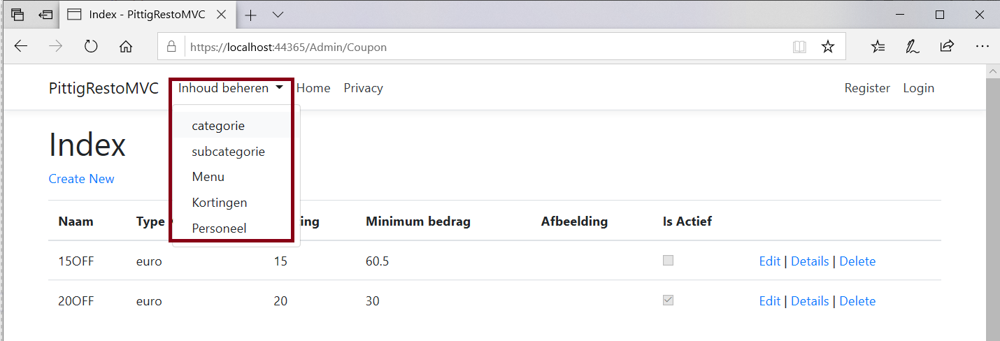 Index - PittigRestoMVC
https://localhost:44365/Admin/Coupon
PittigRestoMVC Inhoud beheren Home Privacy Register Login
categorie
subcategorie
Menu
Kortingen
Personeel
Index
Create New
Naam Type ing Minimum bedrag Afbeelding Is Actief
15OFF euro 15 60.5 Edit | Details | Delete
20OFF euro 20 30 Edit | Details | Delete